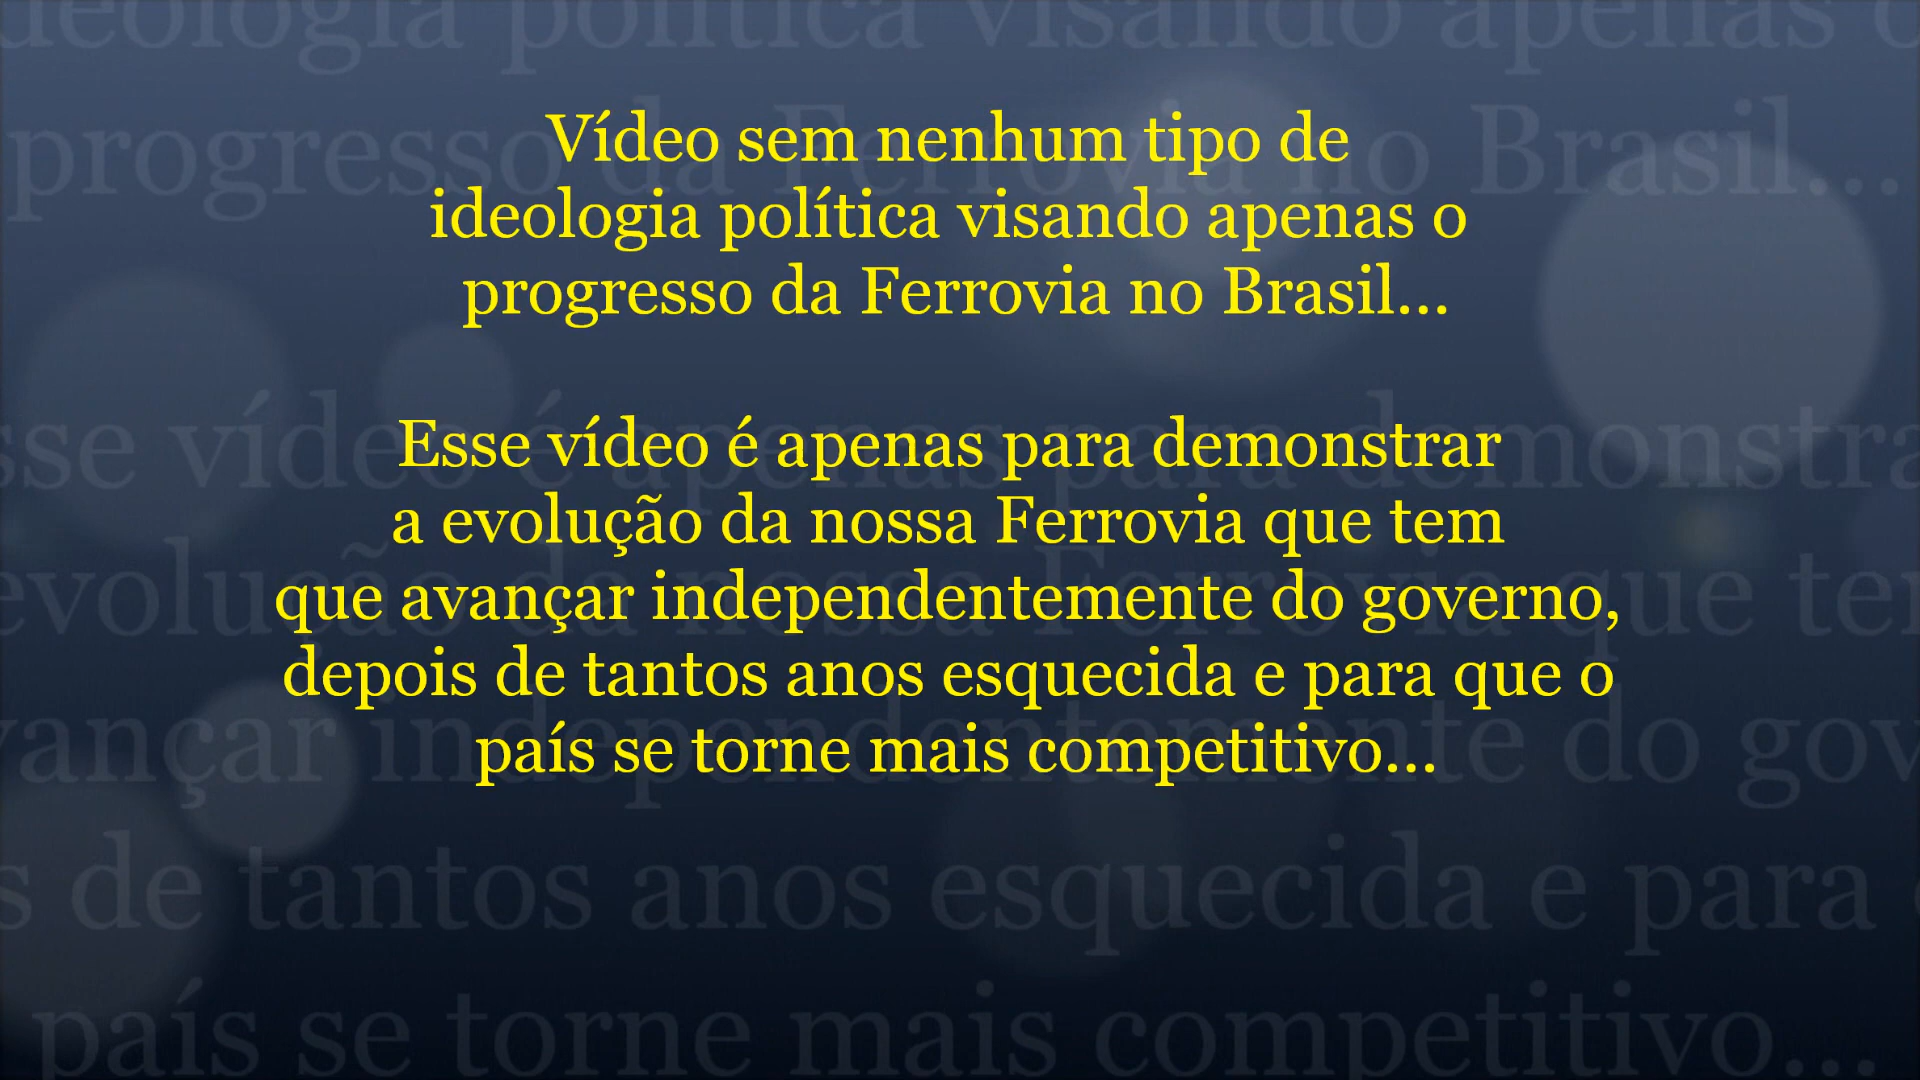 Vídeo sem nenhum tipo de
ideologia política visando apenas o
progresso da Ferrovia no Brasil...
Esse vídeo é apenas para demonstrar
a evolução da nossa Ferrovia que tem
que avançar independentemente do governo,
depois de tantos anos esquecida e para que o
país se torne mais competitivo...